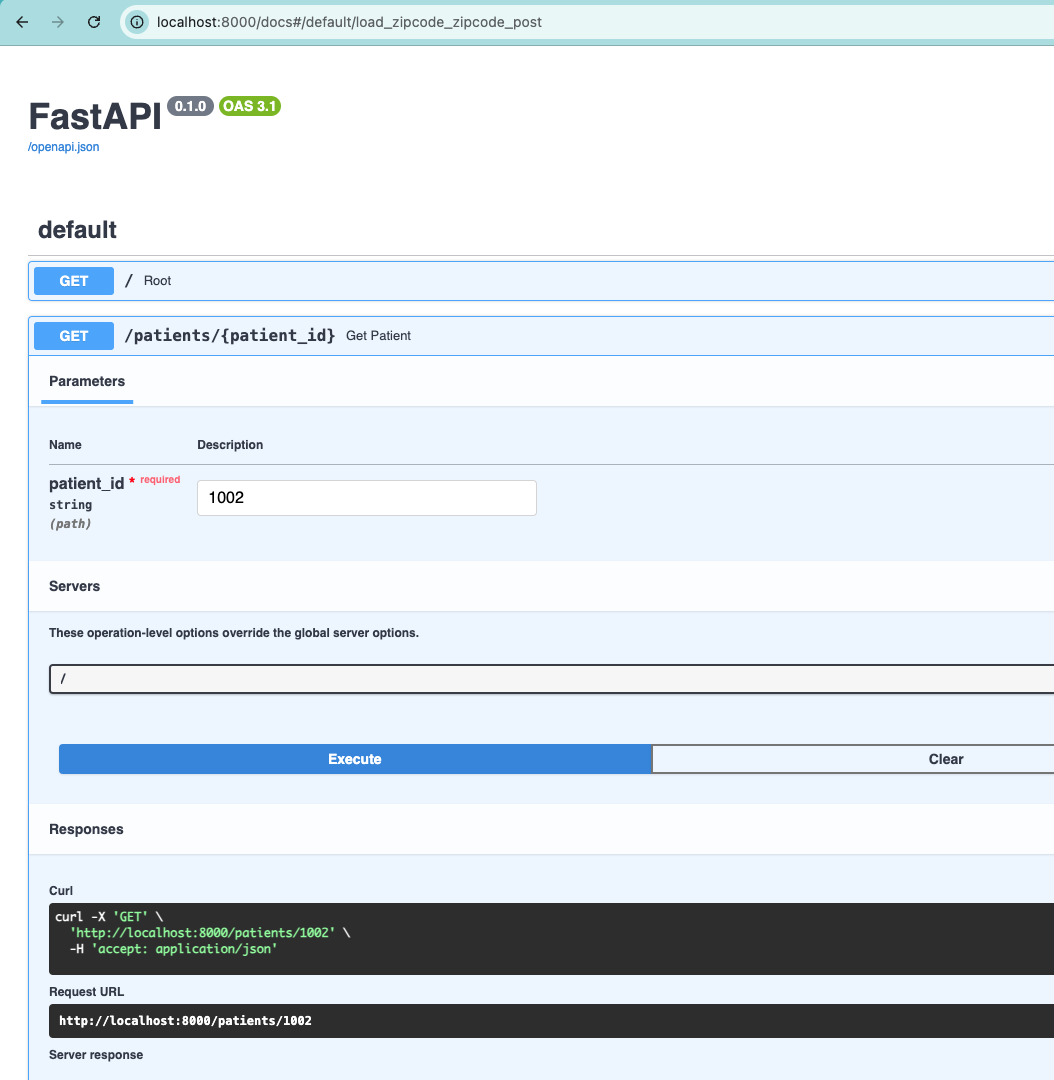 localhost:8000/docs#/default/load_zipcode_zipcode_post
FastAPI 0.1.0 OAS 3.1
/openapi.json
default
GET / Root
GET /patients/{patient_id} Get Patient
Parameters
Name Description
patient_id * required
string
(path)
1002
Servers
These operation-level options override the global server options.
/
Execute Clear
Responses
Curl
curl -X 'GET' \
'http://localhost:8000/patients/1002' \
-H 'accept: application/json'
Request URL
http://localhost:8000/patients/1002
Server response